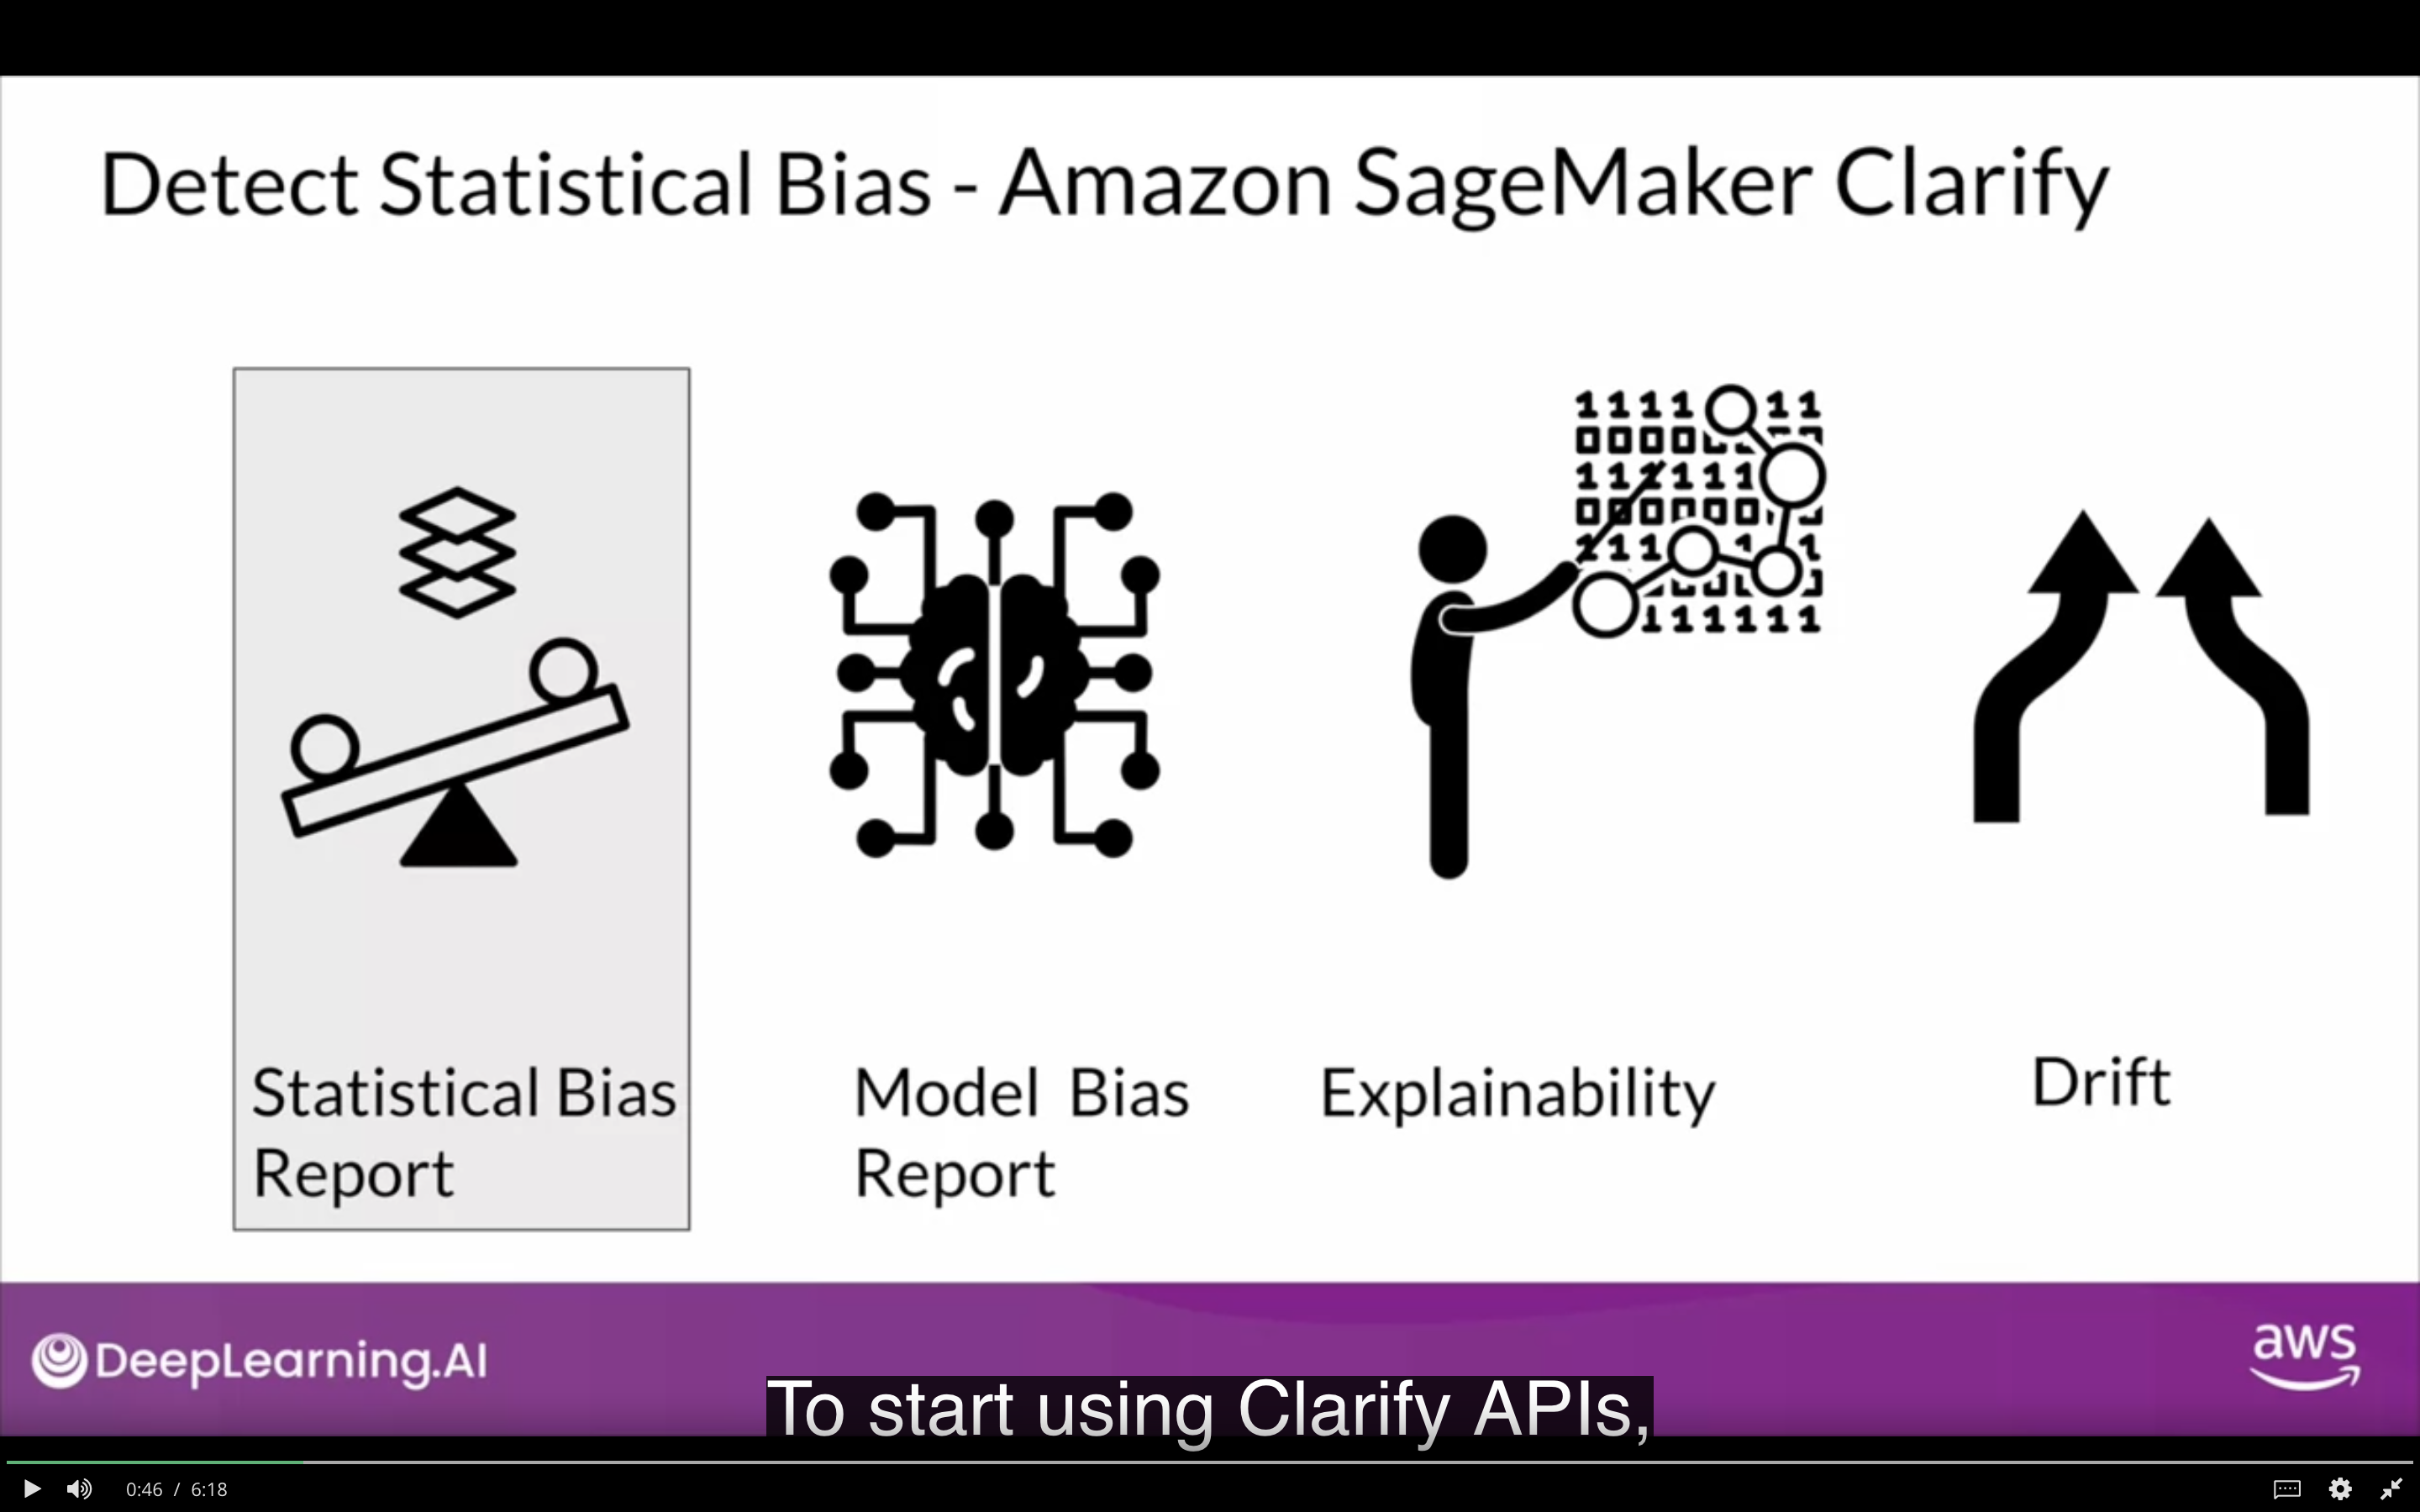 Detect Statistical Bias - Amazon SageMaker Clarify
Statistical Bias
Report
Model Bias
Report
Explainability
Drift
DeepLearning.AI
aws
To start using Clarify APIs,
0:46 / 6:18